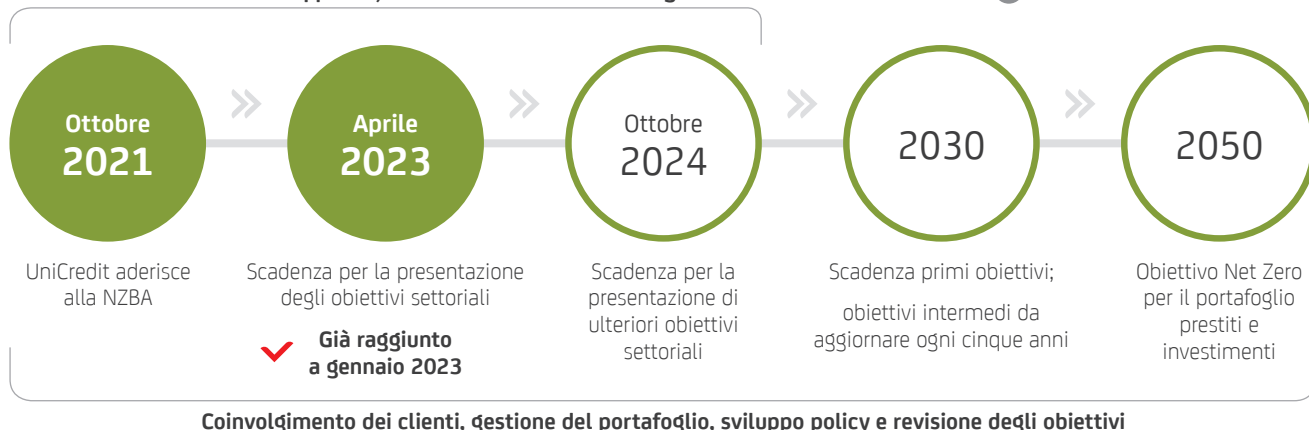 Ottobre
2021
Aprile
2023
Ottobre
2024
2030
2050
UniCredit aderisce
alla NZBA
Scadenza per la presentazione
degli obiettivi settoriali
Già raggiunto
a gennaio 2023
Scadenza per la
presentazione di
ulteriori obiettivi
settoriali
Scadenza primi obiettivi;
obiettivi intermedi da
aggiornare ogni cinque anni
Obiettivo Net Zero
per il portafoglio
prestiti e
investimenti
Coinvolgimento dei clienti, gestione del portafoglio, sviluppo policy e revisione degli obiettivi